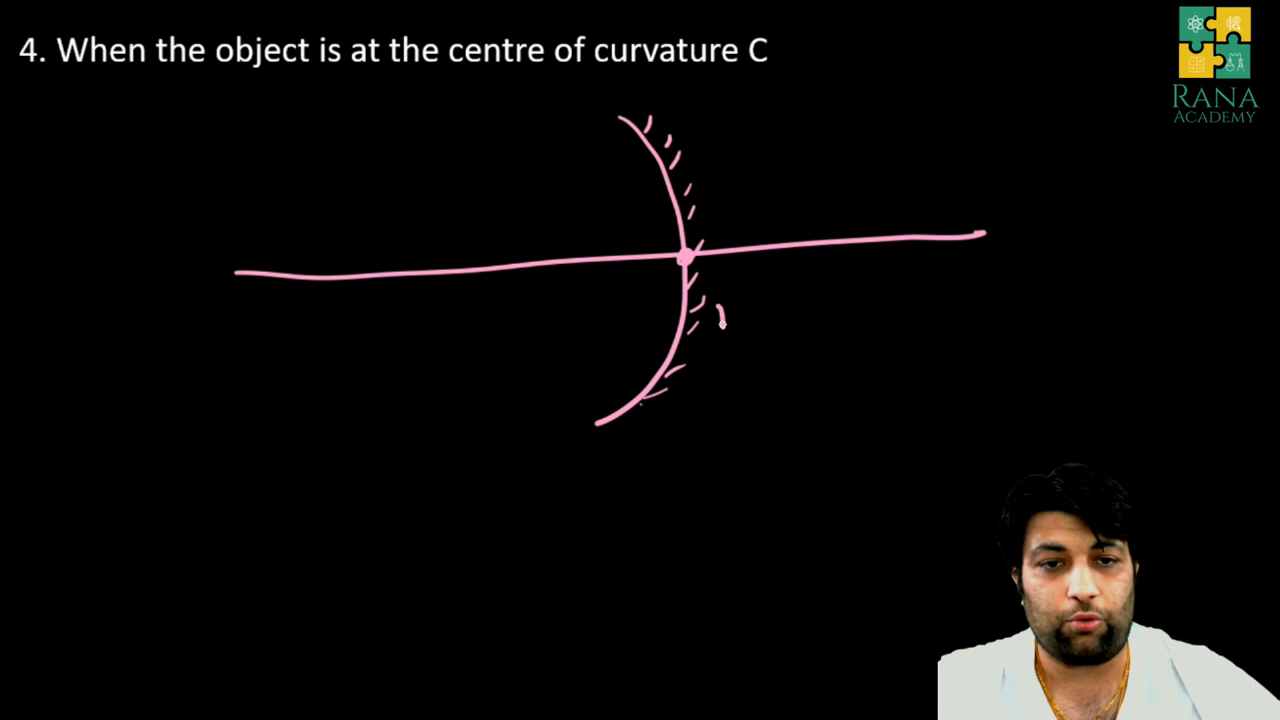 4. When the object is at the centre of curvature C
RANA
ACADEMY